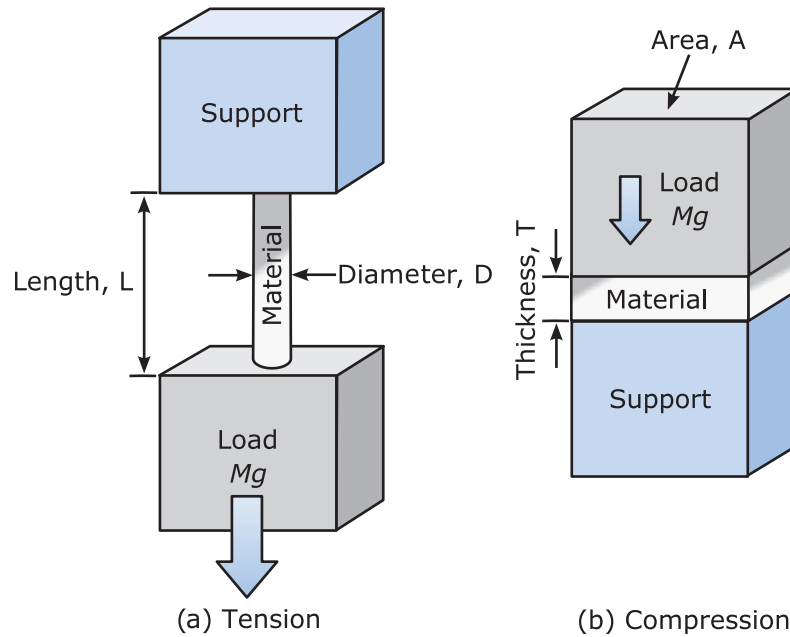 Support
Length, L
Material
Diameter, D
Load
Mg
(a) Tension
Area, A
Load
Mg
Thickness, T
Material
Support
(b) Compression